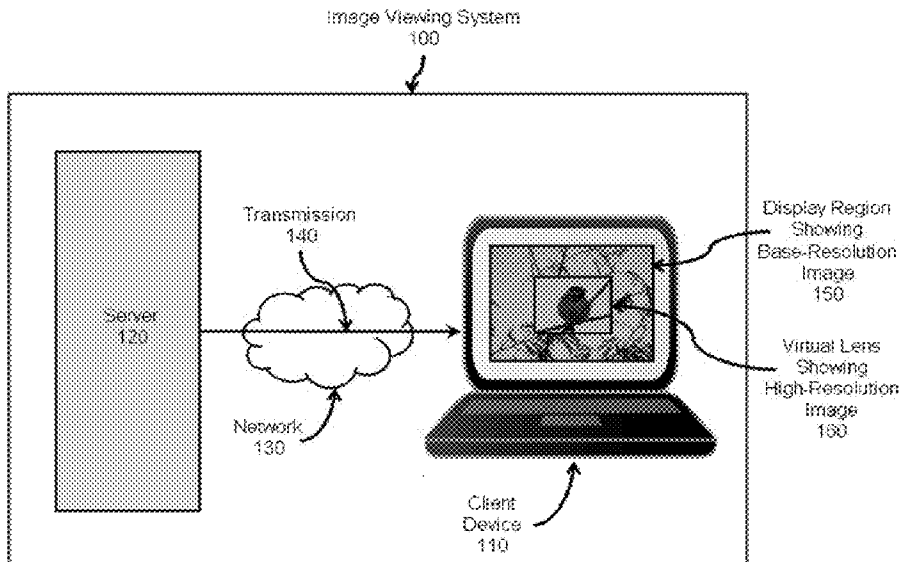 Image Viewing System
100
Server
120
Transmission
140
Network
130
Client
Device
110
Display Region
Showing
Base-Resolution
Image
150
Virtual Lens
Showing
High-Resolution
Image
160